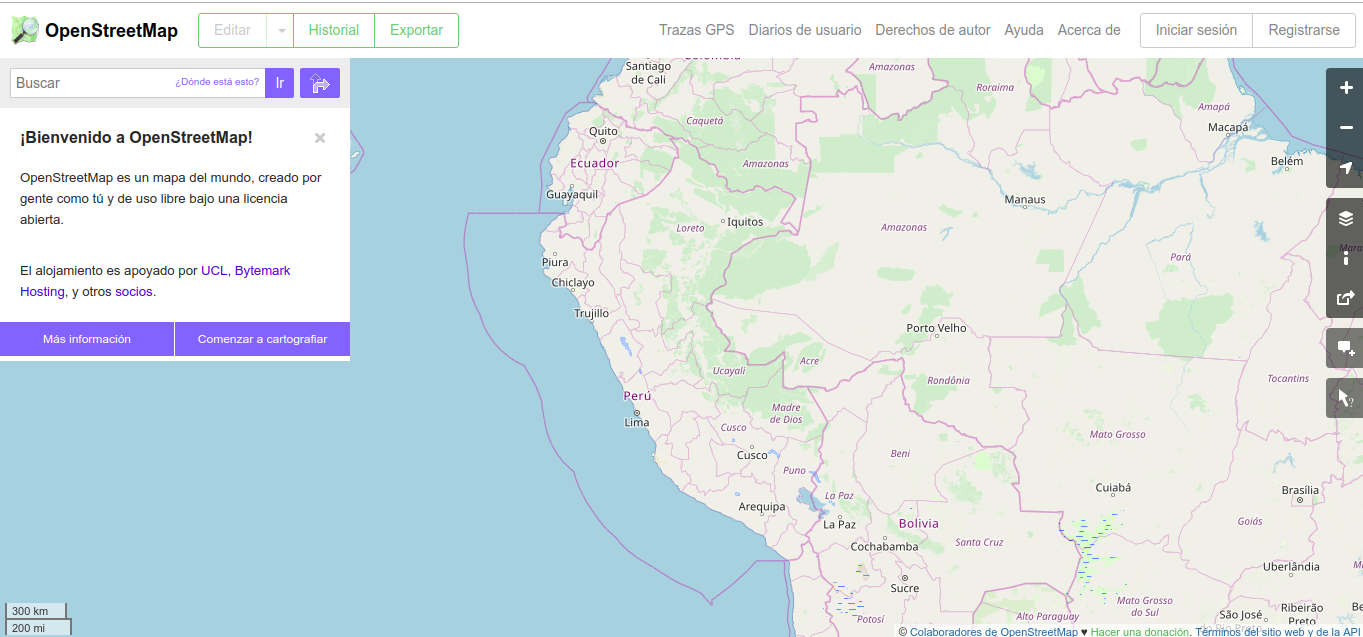 OpenStreetMap
Editar
Historial
Exportar
Trazas GPS
Diarios de usuario
Derechos de autor
Ayuda
Acerca de
Iniciar sesión
Registrarse
Buscar
¿Dónde está esto?
Ir
¡Bienvenido a OpenStreetMap!
×
OpenStreetMap es un mapa del mundo, creado por
gente como tú y de uso libre bajo una licencia
abierta.
El alojamiento es apoyado por UCL, Bytemark
Hosting, y otros socios.
Más información
Comenzar a cartografiar
Santiago
de Cali
Amazonas
Roraima
Amapá
Macapá
Caquetá
Quito
Belém
Ecuador
Amazonas
Guayaquil
Manaus
Iquitos
Loreto
Amazonas
Pará
Piura
Chiclayo
Trujillo
Porto Velho
Acre
Ucayali
Rondônia
Tocantins
Perú
Madre
de Dios
Lima
Cusco
Mato Grosso
Cusco
Beni
Puno
Cuiabá
Brasília
La Paz
Arequipa
La Paz
Bolivia
Goiás
Cochabamba
Santa Cruz
Uberlândia
Sucre
Mato Grosso
do Sul
Potosí
Alto Paraguay
São José
Ribeirão
Preto
300 km
200 mi
© Colaboradores de OpenStreetMap ♥ Hacer una donación. Términos del sitio web y de la API